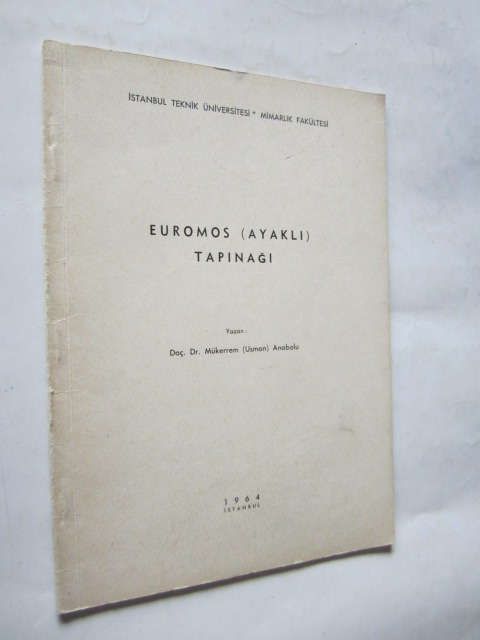 İSTANBUL TEKNİK ÜNİVERSİTESİ * MİMARLIK FAKÜLTESİ
EUROMOS (AYAKLI)
TAPINAĞI
Yazan :
Doç. Dr. Mükerrem (Usman) Anabolu
1964
İSTANBUL